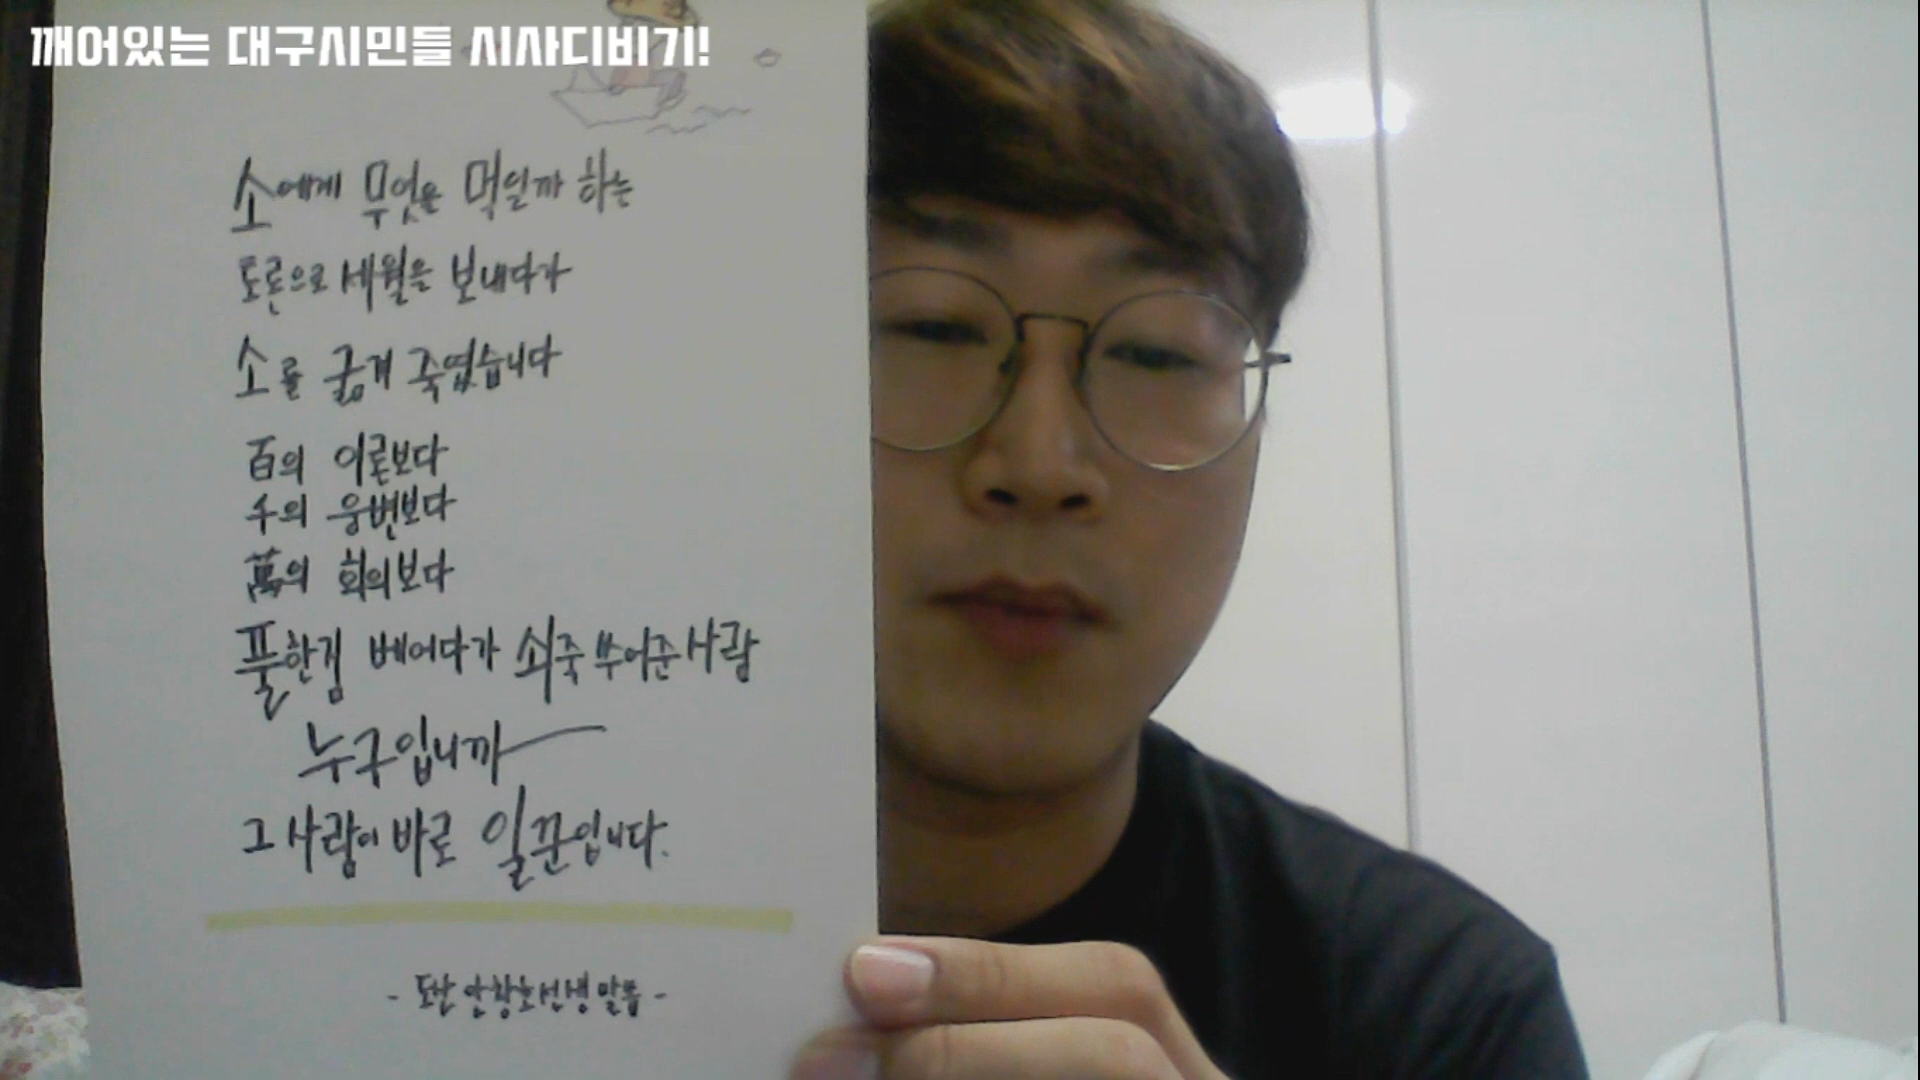 깨어있는 대구시민들 시사디비기!
소에게 무엇을 먹일까 하는
토론으로 세월을 보내다가
소를 굶겨 죽였습니다
百의 이론보다
千의 웅변보다
萬의 회의보다
풀한짐 베어다가 쇠죽 쑤어준 사람
누구입니까
그 사람이 바로 일꾼입니다.
- 도산 안창호 선생 말씀 -